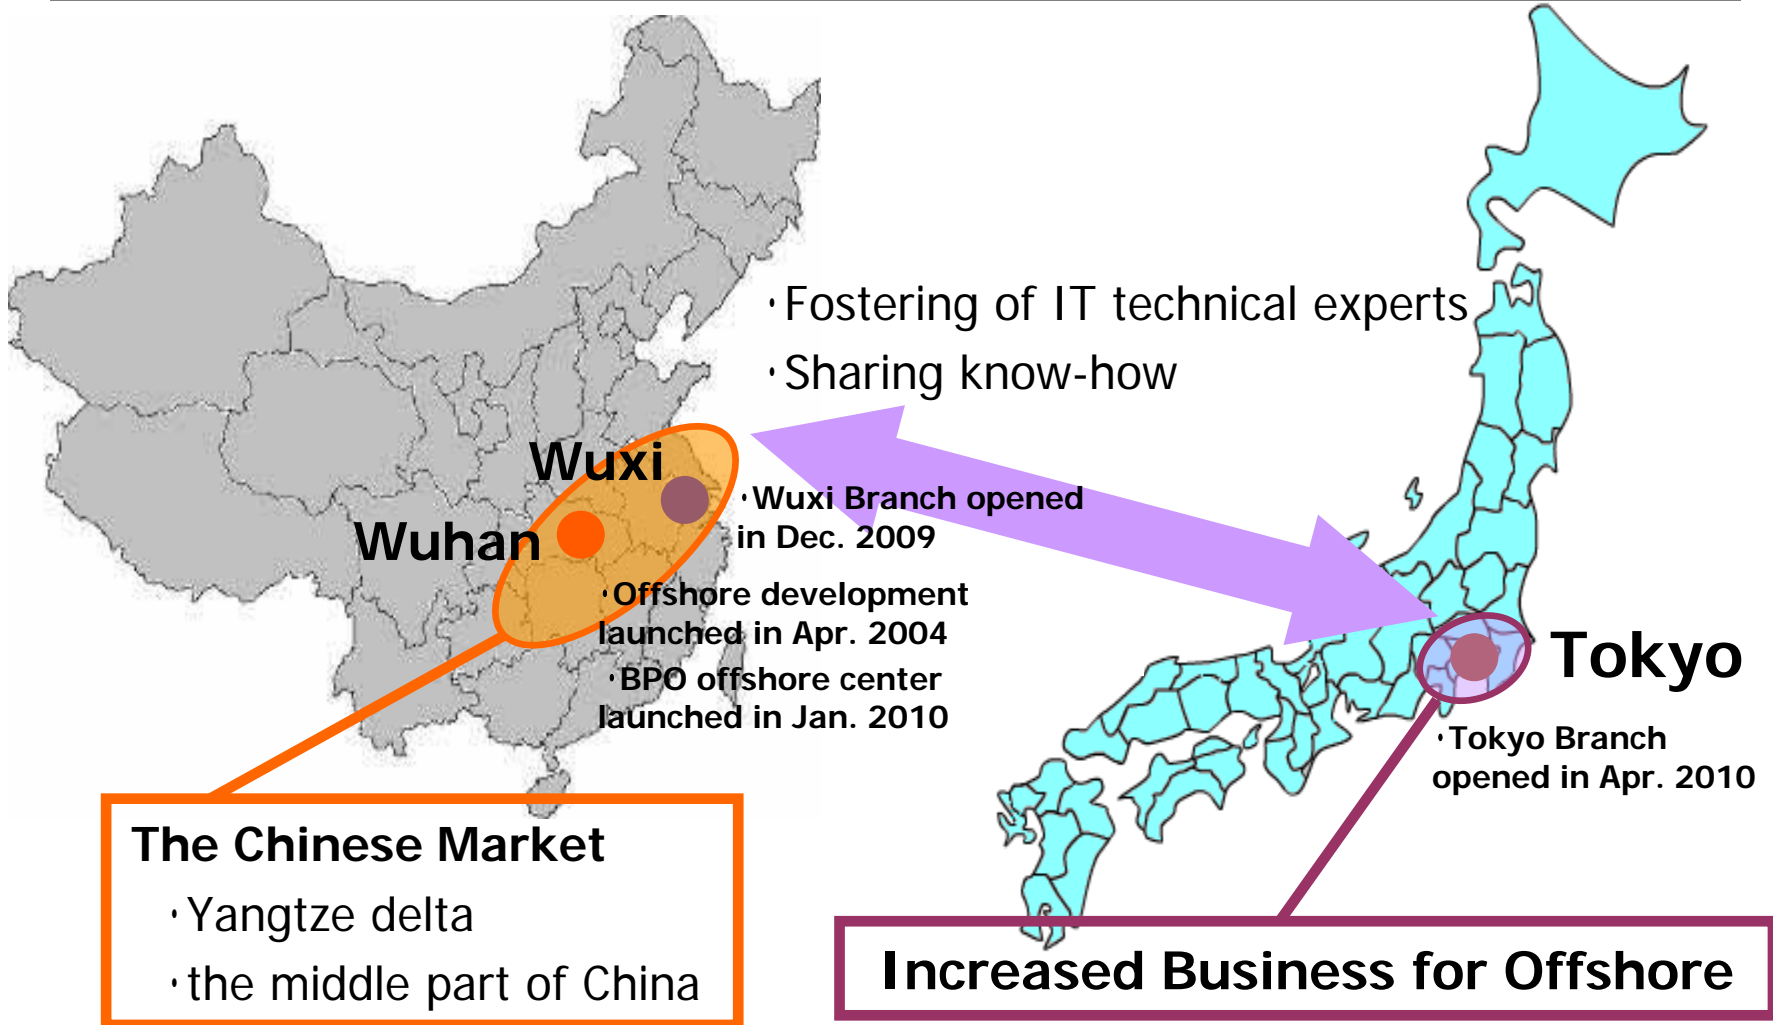 ·Fostering of IT technical experts
·Sharing know-how
Wuxi
·Wuxi Branch opened
in Dec. 2009
Wuhan
·Offshore development
launched in Apr. 2004
·BPO offshore center
launched in Jan. 2010
Tokyo
·Tokyo Branch
opened in Apr. 2010
The Chinese Market
·Yangtze delta
·the middle part of China
Increased Business for Offshore